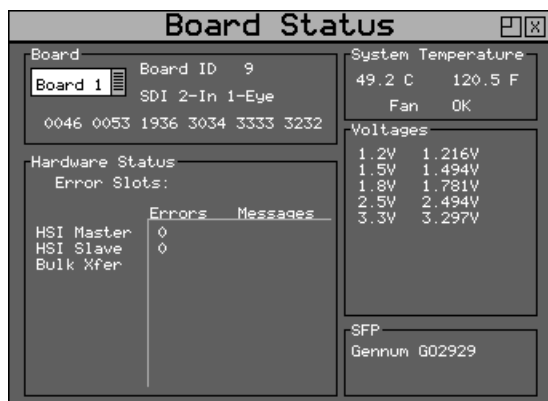 Board Status
Board
Board 1
Board ID 9
SDI 2-In 1-Eye
0046 0053 1936 3034 3333 3232
System Temperature
49.2 C 120.5 F
Fan OK
Hardware Status
Error Slots:
Errors Messages
HSI Master 0
HSI Slave 0
Bulk Xfer
Voltages
1.2V 1.216V
1.5V 1.494V
1.8V 1.781V
2.5V 2.494V
3.3V 3.297V
SFP
Gennum GO2929